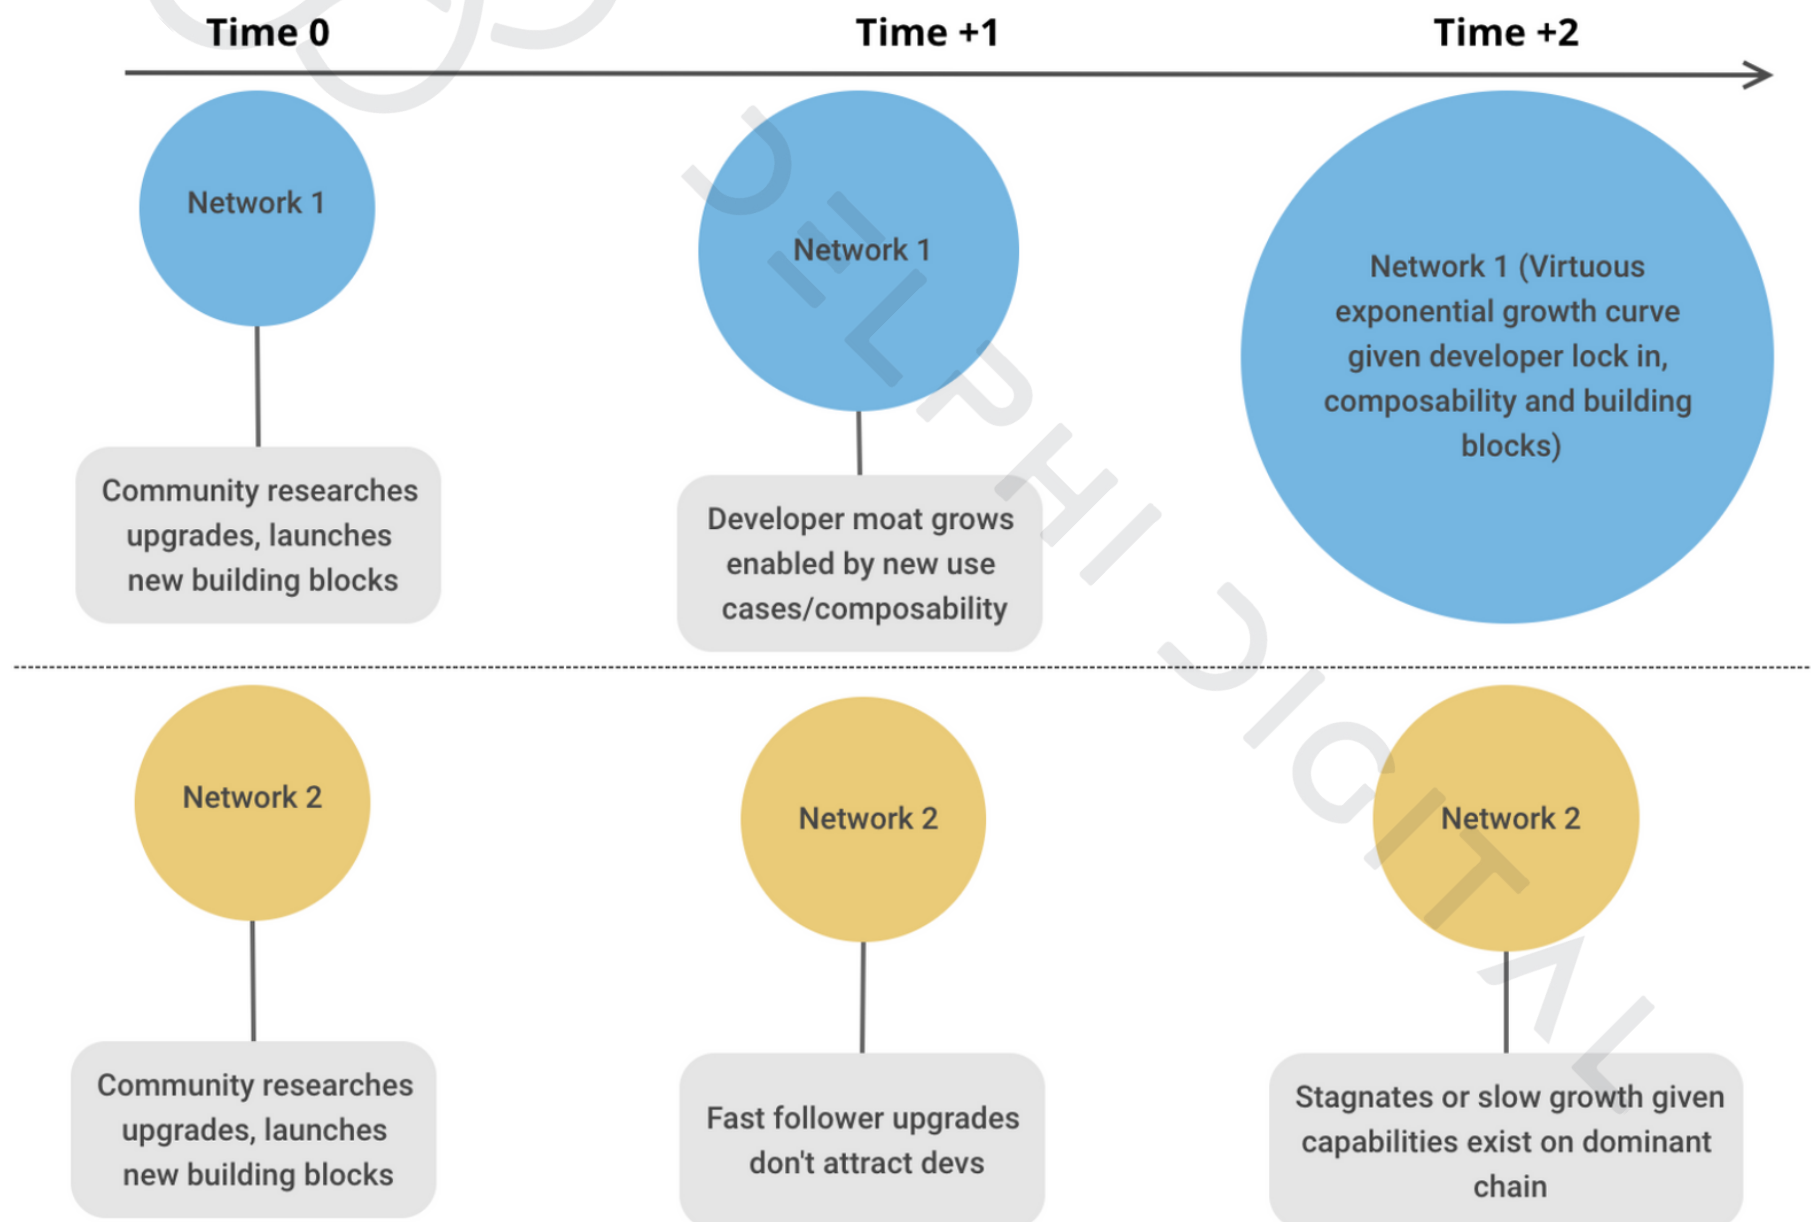 Time 0
Time +1
Time +2
Network 1
Network 1
Network 1 (Virtuous
exponential growth curve
given developer lock in,
composability and building
blocks)
Community researches
upgrades, launches
new building blocks
Developer moat grows
enabled by new use
cases/composability
Network 2
Network 2
Network 2
Community researches
upgrades, launches
new building blocks
Fast follower upgrades
don't attract devs
Stagnates or slow growth given
capabilities exist on dominant
chain
DELPHI DIGITAL